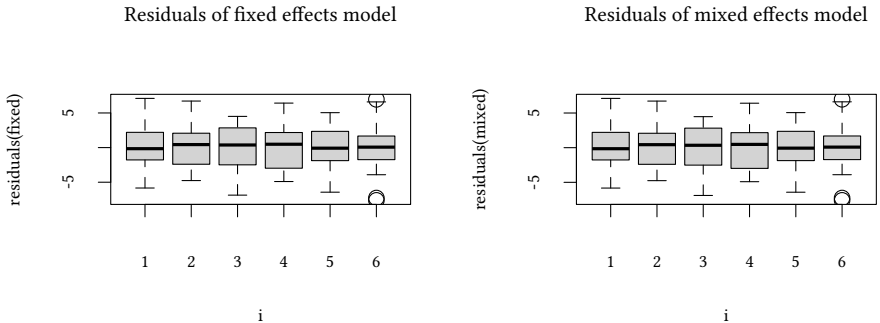 Residuals of fixed effects model
residuals(fixed)
5
-5
1 2 3 4 5 6
i
Residuals of mixed effects model
residuals(mixed)
5
-5
1 2 3 4 5 6
i